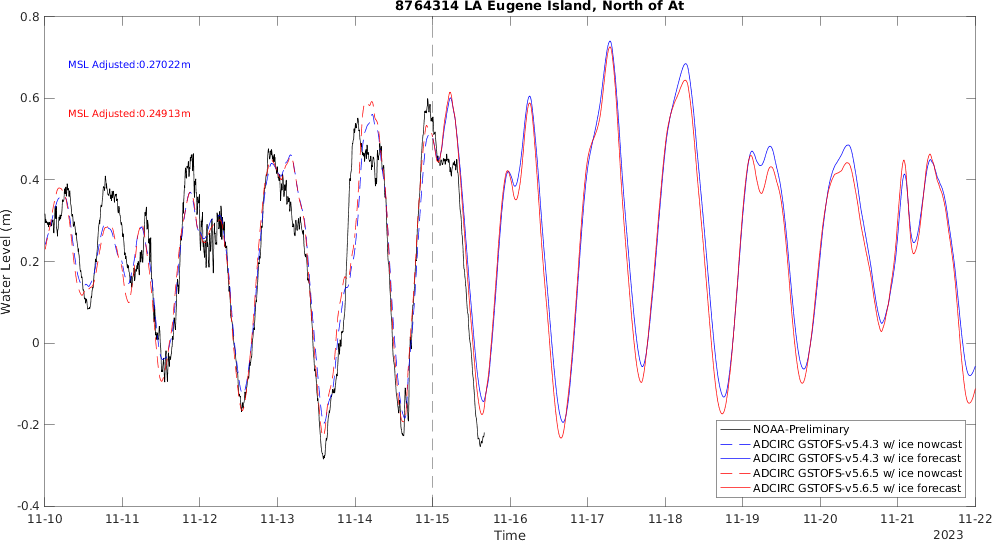 8764314 LA Eugene Island, North of At
MSL Adjusted:0.27022m
MSL Adjusted:0.24913m
Water Level (m)
0.8
0.6
0.4
0.2
0
-0.2
-0.4
NOAA-Preliminary
ADCIRC GSTOFS-v5.4.3 w/ ice nowcast
ADCIRC GSTOFS-v5.4.3 w/ ice forecast
ADCIRC GSTOFS-v5.6.5 w/ ice nowcast
ADCIRC GSTOFS-v5.6.5 w/ ice forecast
11-10 11-11 11-12 11-13 11-14 11-15 11-16 11-17 11-18 11-19 11-20 11-21 11-22
Time
2023